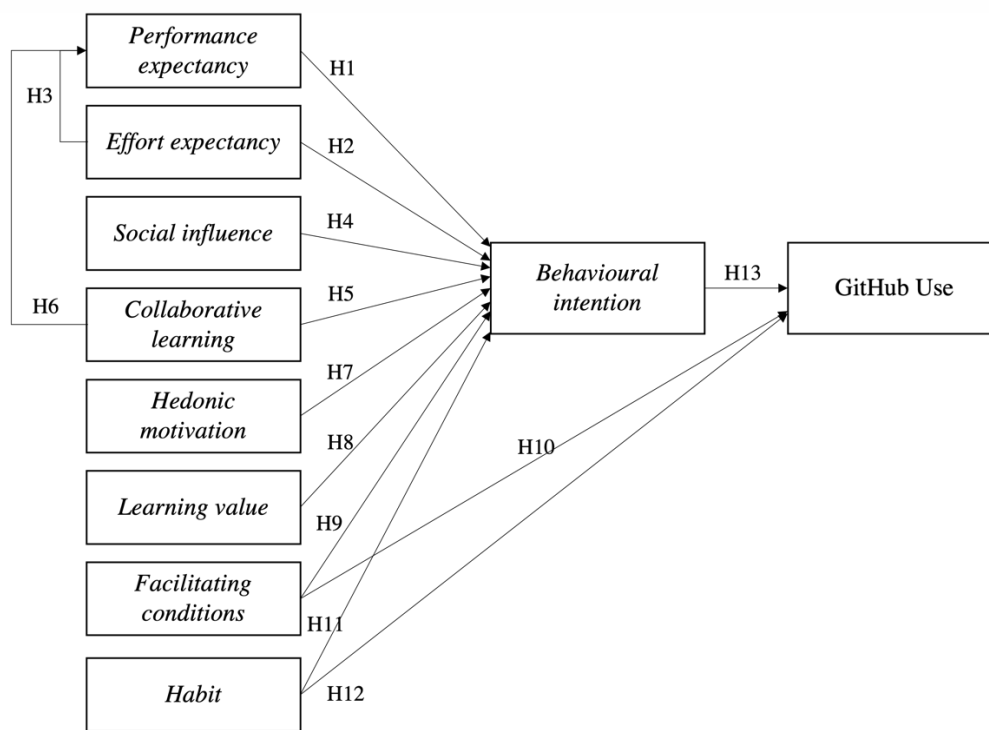 Performance
expectancy
H1
H3
Effort expectancy
H2
Social influence
H4
Behavioural
intention
H13
GitHub Use
H6
Collaborative
learning
H5
Hedonic
motivation
H7
H8
H10
Learning value
H9
Facilitating
conditions
H11
Habit
H12